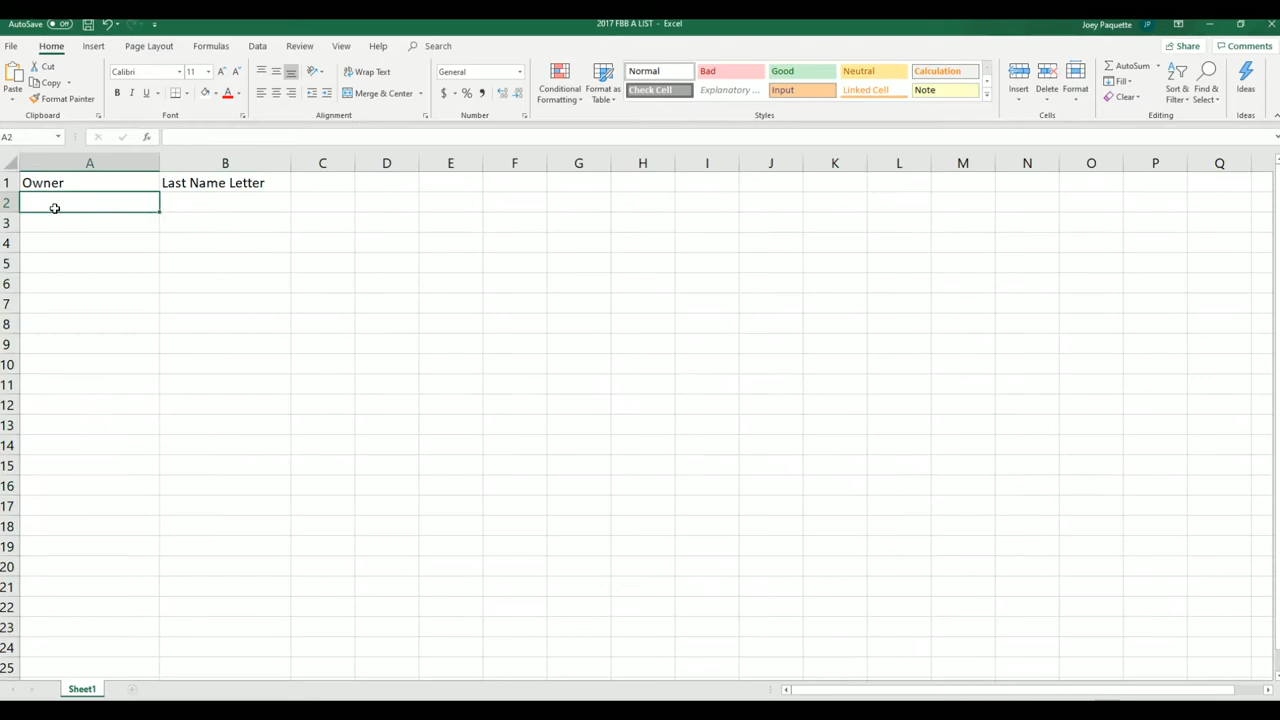 AutoSave Off 2017 FBB A LIST - Excel Joey Paquette JP
File Home Insert Page Layout Formulas Data Review View Help Search Share Comments
Paste Cut Copy Format Painter Clipboard
Calibri 11 A A B I U A Font
ab Wrap Text Merge & Center Alignment
General $ % , Number
Conditional Formatting Format as Table
Normal Bad Good Neutral Calculation
Check Cell Explanatory ... Input Linked Cell Note
Styles
Insert Delete Format Cells
AutoSum Fill Clear Sort & Filter Find & Select Editing
Ideas Ideas
A2 fx
A B C D E F G H I J K L M N O P Q
1 Owner Last Name Letter
2
3
4
5
6
7
8
9
10
11
12
13
14
15
16
17
18
19
20
21
22
23
24
25
Sheet1